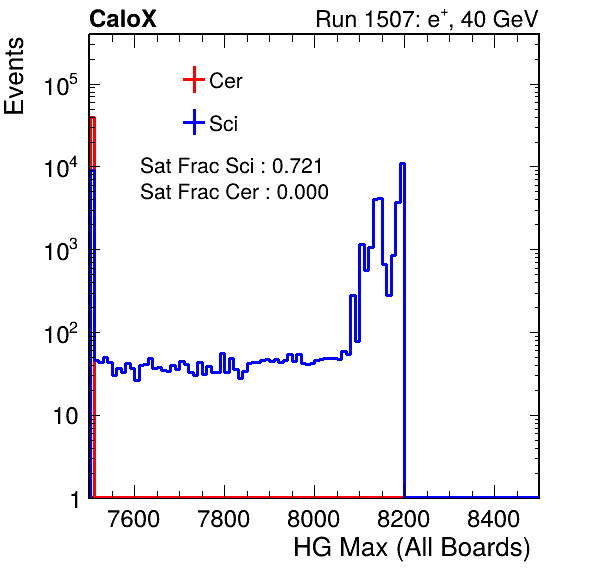 CaloX Run 1507: e⁺, 40 GeV
Events
Cer
Sci
Sat Frac Sci : 0.721
Sat Frac Cer : 0.000
10⁵
10⁴
10³
10²
10
1
7600 7800 8000 8200 8400
HG Max (All Boards)